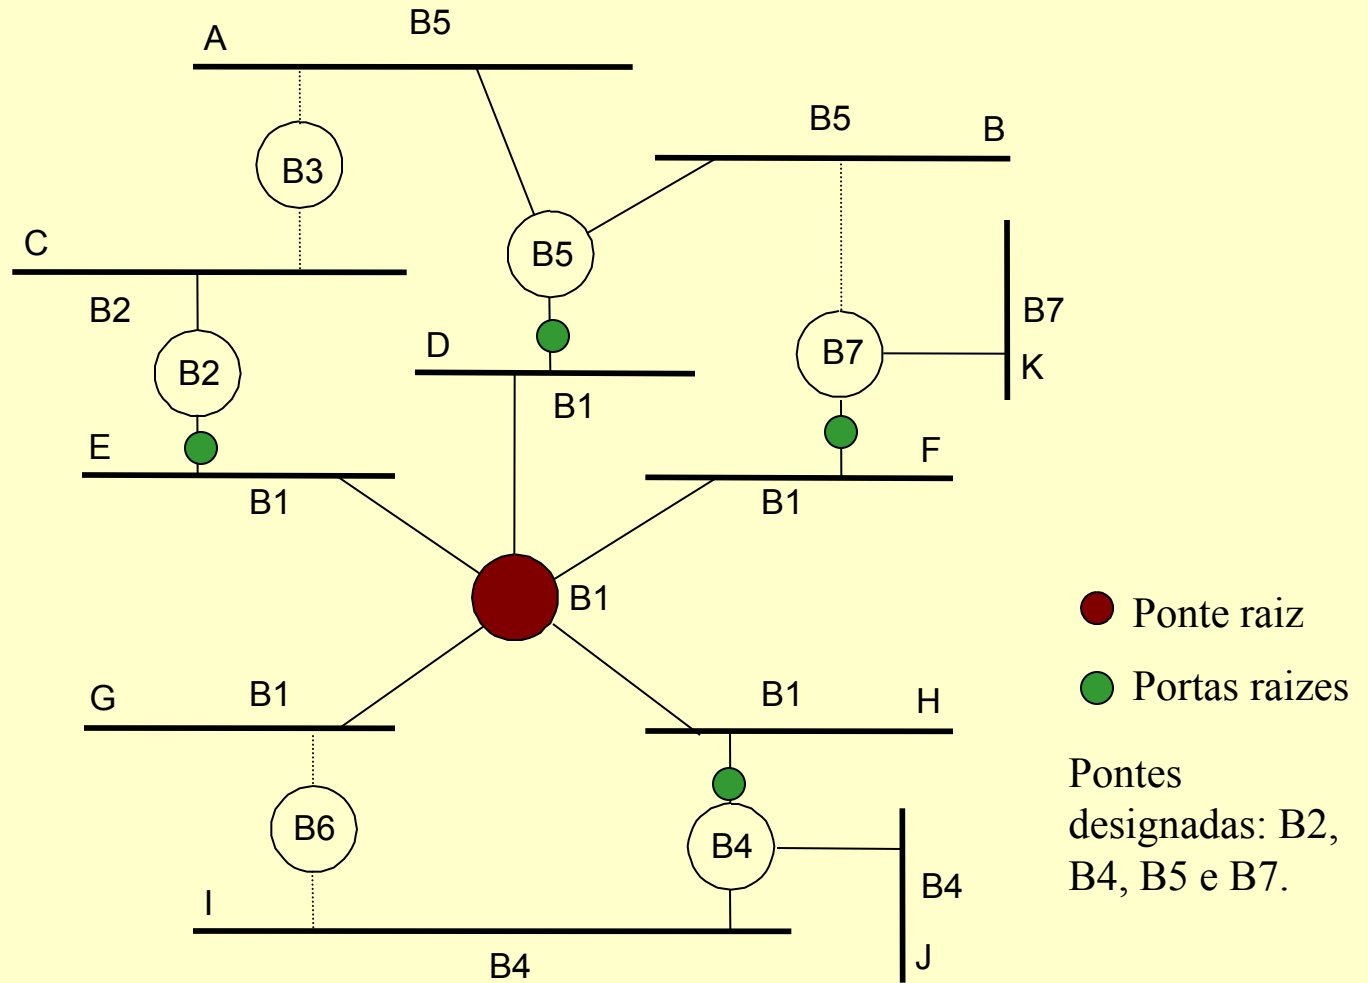 A
B5
B5
B
B3
C
B5
B2
B7
D
B7
K
B2
B1
E
F
B1
B1
B1
Ponte raiz
Portas raizes
G
B1
B1
H
Pontes
designadas: B2,
B4, B5 e B7.
B6
B4
B4
I
J
B4